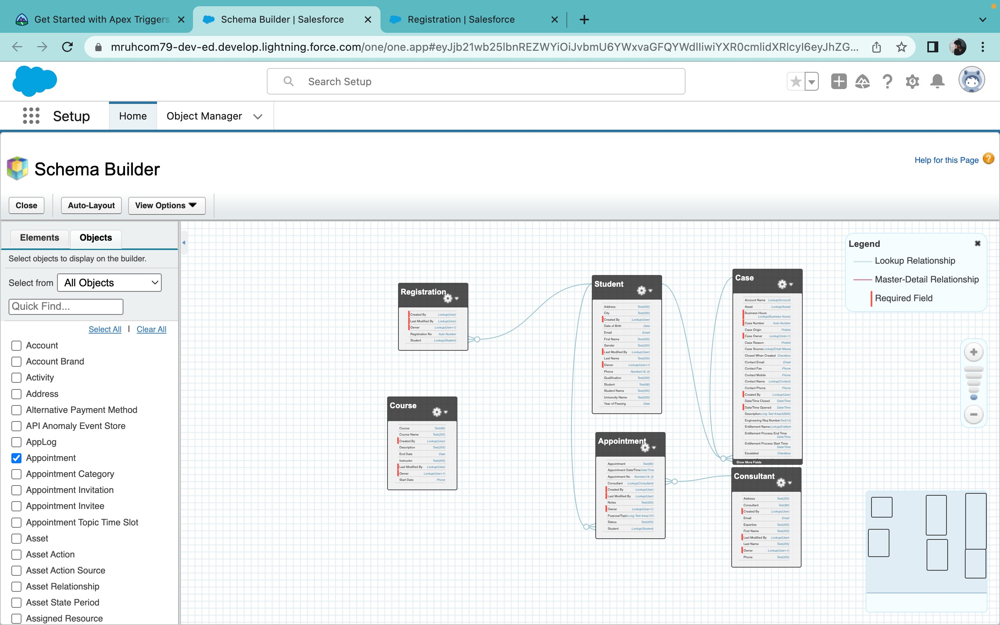 Get Started with Apex Triggers
Schema Builder | Salesforce
Registration | Salesforce
mruhcom79-dev-ed.develop.lightning.force.com/one/one.app#eyJjb21wb25lbnREZWYiOiJvbmU6YWxvaGFQYWdlIiwiYXR0cmlidXRlcyI6eyJhZG...
Search Setup
Setup
Home
Object Manager
Schema Builder
Help for this Page
Close
Auto-Layout
View Options
Elements
Objects
Select objects to display on the builder.
Select from All Objects
Quick Find...
Select All | Clear All
Account
Account Brand
Activity
Address
Alternative Payment Method
API Anomaly Event Store
AppLog
Appointment
Appointment Category
Appointment Invitation
Appointment Invitee
Appointment Topic Time Slot
Asset
Asset Action
Asset Action Source
Asset Relationship
Asset State Period
Assigned Resource
Registration
Created By Lookup(User)
Last Modified By Lookup(User)
Owner Lookup(User+1)
Registration No Auto Number
Student Lookup(Student)
Course
Course Text(80)
Course Name Text(255)
Created By Lookup(User)
Description Text(255)
End Date Date
Instructor Text(255)
Last Modified By Lookup(User)
Owner Lookup(User+1)
Start Date Phone
Student
Address Text(255)
City Text(255)
Created By Lookup(User)
Date of Birth Date
Email Email
First Name Text(255)
Gender Text(255)
Last Modified By Lookup(User)
Last Name Text(255)
Owner Lookup(User+1)
Phone Number(18, 0)
Qualification Text(255)
Student Text(80)
Student Name Text(255)
University Name Text(255)
Year of Passing Date
Appointment
Appointment Text(80)
Appointment Date/Time Date/Time
Appointment No Number(18, 0)
Consultant Lookup(Consultant)
Created By Lookup(User)
Last Modified By Lookup(User)
Notes Text(255)
Owner Lookup(User+1)
Purpose/Topic Long Text Area(131
Status Text(255)
Student Lookup(Student)
Case
Account Name Lookup(Account)
Asset Lookup(Asset)
Business Hours
Lookup(Business Hours)
Case Number Auto Number
Case Origin Picklist
Case Owner Lookup(User+1)
Case Reason Picklist
Case Source Lookup(Email Messa
Closed When Created Checkbox
Contact Email Email
Contact Fax Phone
Contact Mobile Phone
Contact Name Lookup(Contact)
Contact Phone Phone
Created By Lookup(User)
Date/Time Closed Date/Time
Date/Time Opened Date/Time
Description Long Text Area(32000)
Engineering Req Number Text(12)
Entitlement Name Lookup(Entitlem
Entitlement Process End Time
Date/Time
Entitlement Process Start Time
Date/Time
Escalated Checkbox
Show More Fields
Consultant
Address Text(255)
Consultant Text(80)
Created By Lookup(User)
Email Email
Expertise Text(255)
First Name Text(255)
Last Modified By Lookup(User)
Last Name Text(255)
Owner Lookup(User+1)
Phone Text(255)
Legend
Lookup Relationship
Master-Detail Relationship
Required Field